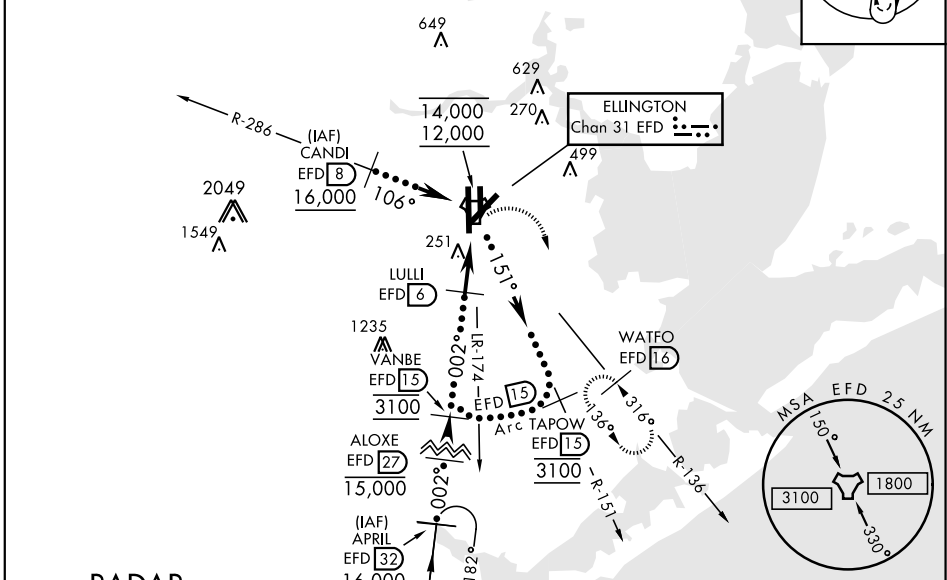 649
629
270
14,000
12,000
ELLINGTON
Chan 31 EFD
499
R-286
(IAF)
CANDI
EFD 8
16,000
106°
2049
1549
251
151°
LULLI
EFD 6
1235
VANBE
EFD 15
3100
002°
LR-174
EFD 15
Arc
TAPOW
EFD 15
3100
WATFO
EFD 16
136°
316°
R-136
R-151
ALOXE
EFD 27
15,000
002°
(IAF)
APRIL
EFD 32
16,000
182°
MSA EFD 25 NM
150°
3100
1800
330°
RADAR